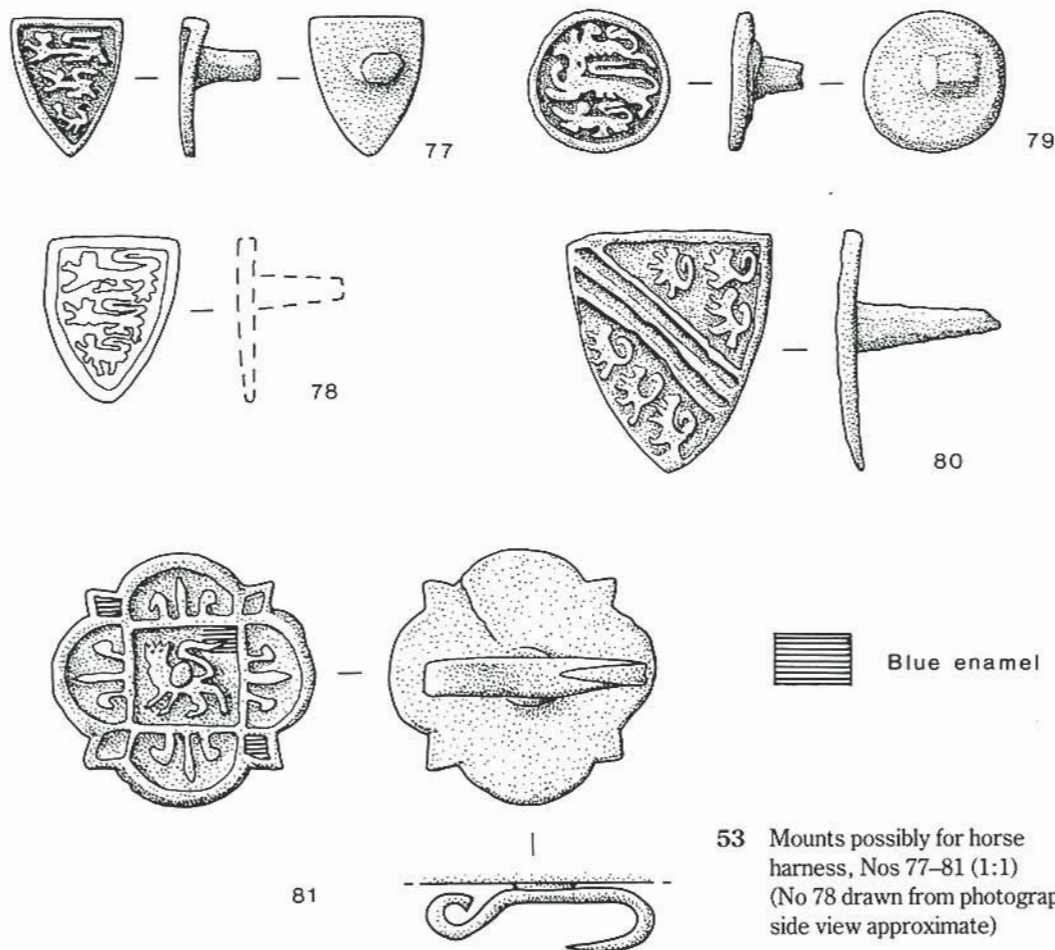 77
79
78
80
Blue enamel
81
53 Mounts possibly for horse
harness, Nos 77–81 (1:1)
(No 78 drawn from photograp
side view approximate)